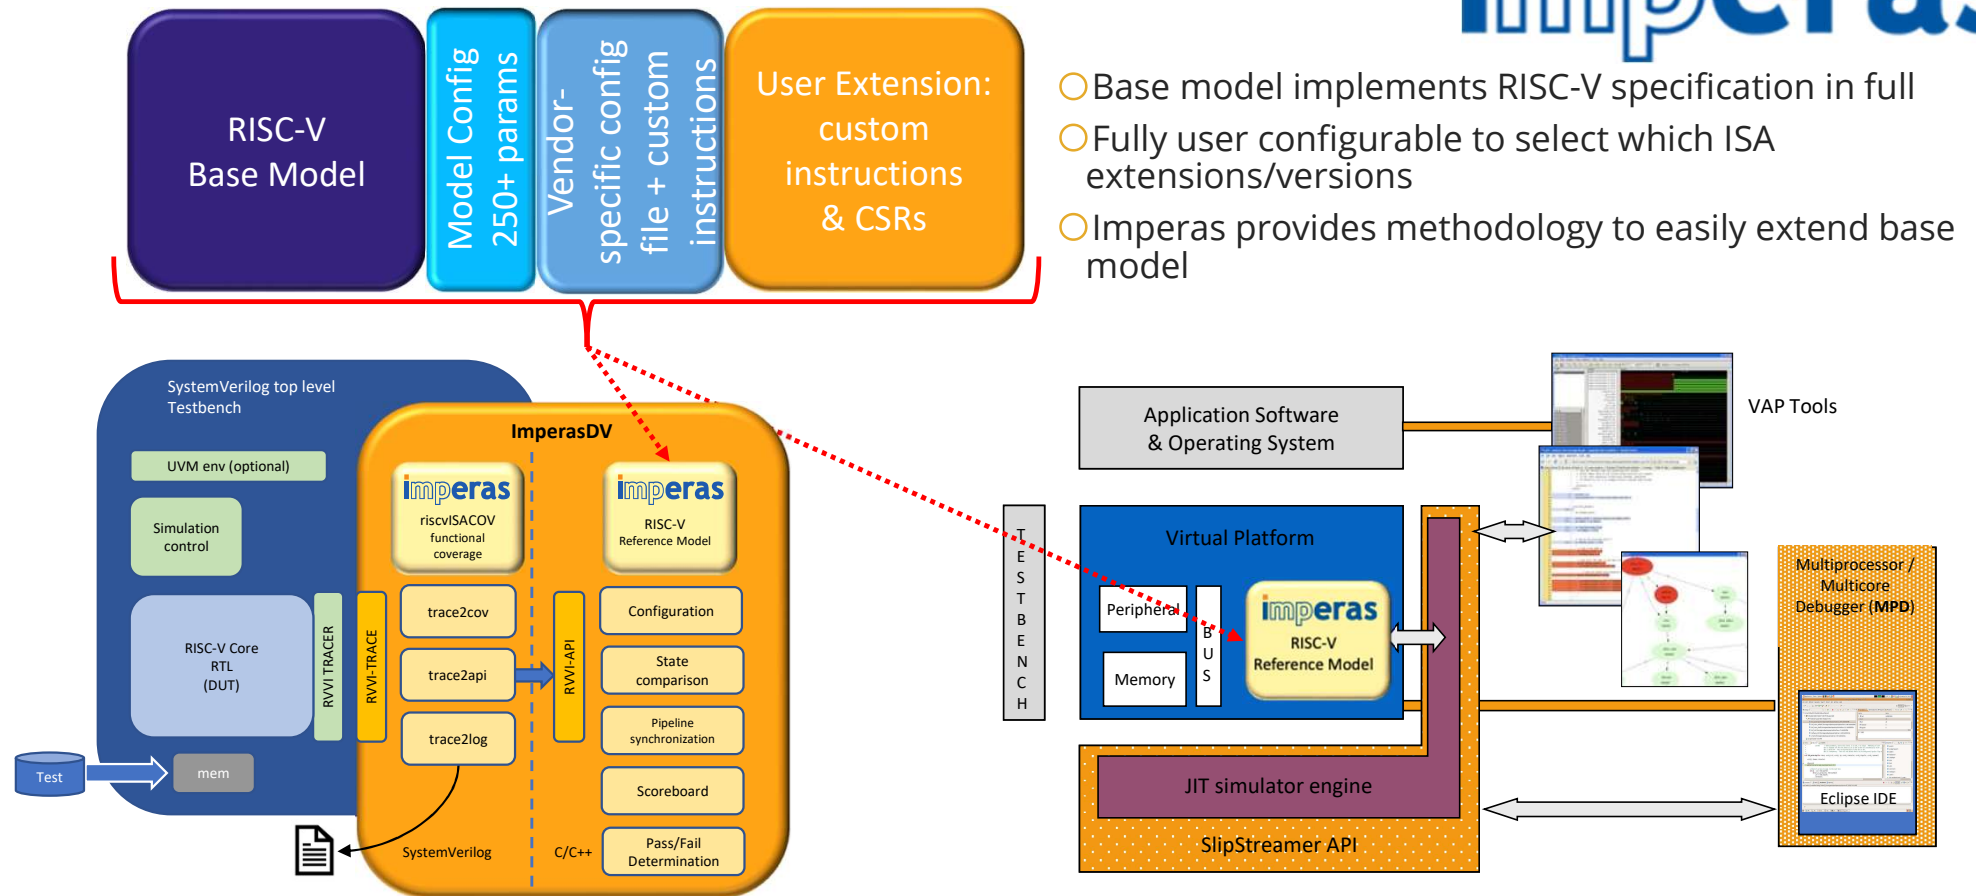 imperas
RISC-V
Base Model
Model Config
250+ params
Vendor-
specific config
file + custom
instructions
User Extension:
custom
instructions
& CSRs
Base model implements RISC-V specification in full
Fully user configurable to select which ISA
extensions/versions
Imperas provides methodology to easily extend base
model
SystemVerilog top level
Testbench
UVM env (optional)
Simulation
control
RISC-V Core
RTL
(DUT)
RVVI TRACER
mem
Test
ImperasDV
imperas
riscvISACOV
functional
coverage
trace2cov
trace2api
trace2log
RVVI-TRACE
SystemVerilog
RVVI-API
imperas
RISC-V
Reference Model
Configuration
State
comparison
Pipeline
synchronization
Scoreboard
Pass/Fail
Determination
C/C++
TESTBENCH
Application Software
& Operating System
Virtual Platform
Peripheral
Memory
BUS
imperas
RISC-V
Reference Model
JIT simulator engine
SlipStreamer API
VAP Tools
Multiprocessor /
Multicore
Debugger (MPD)
Eclipse IDE